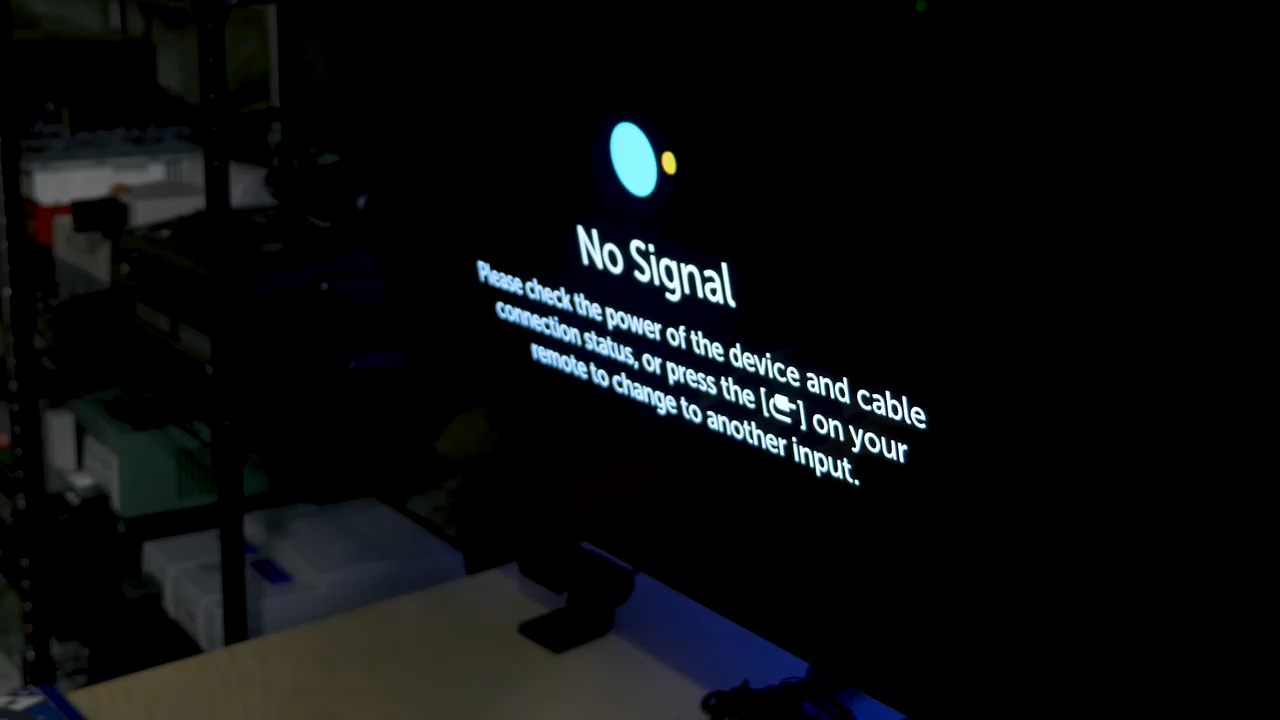 No Signal
Please check the power of the device and cable
connection status, or press the [⮐] on your
remote to change to another input.